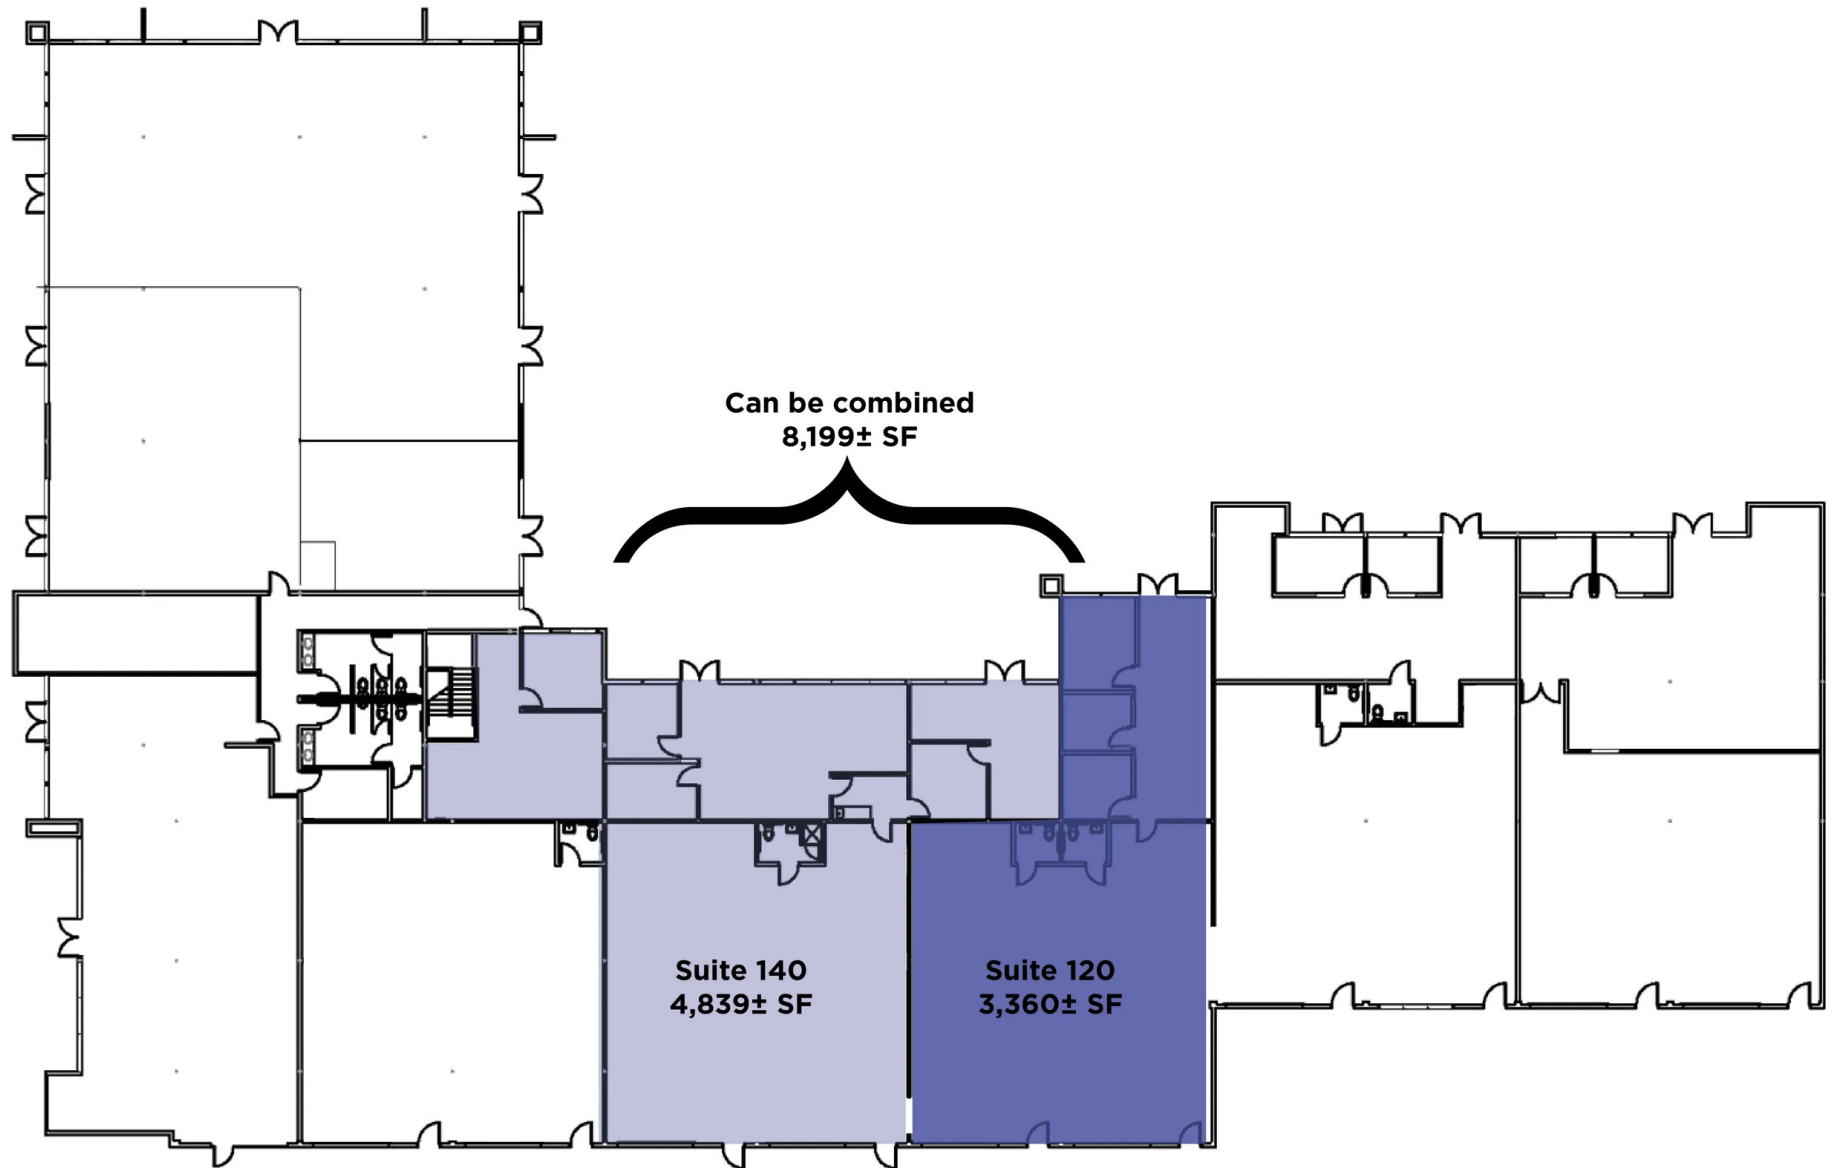 Can be combined
8,199± SF
Suite 140
4,839± SF
Suite 120
3,360± SF